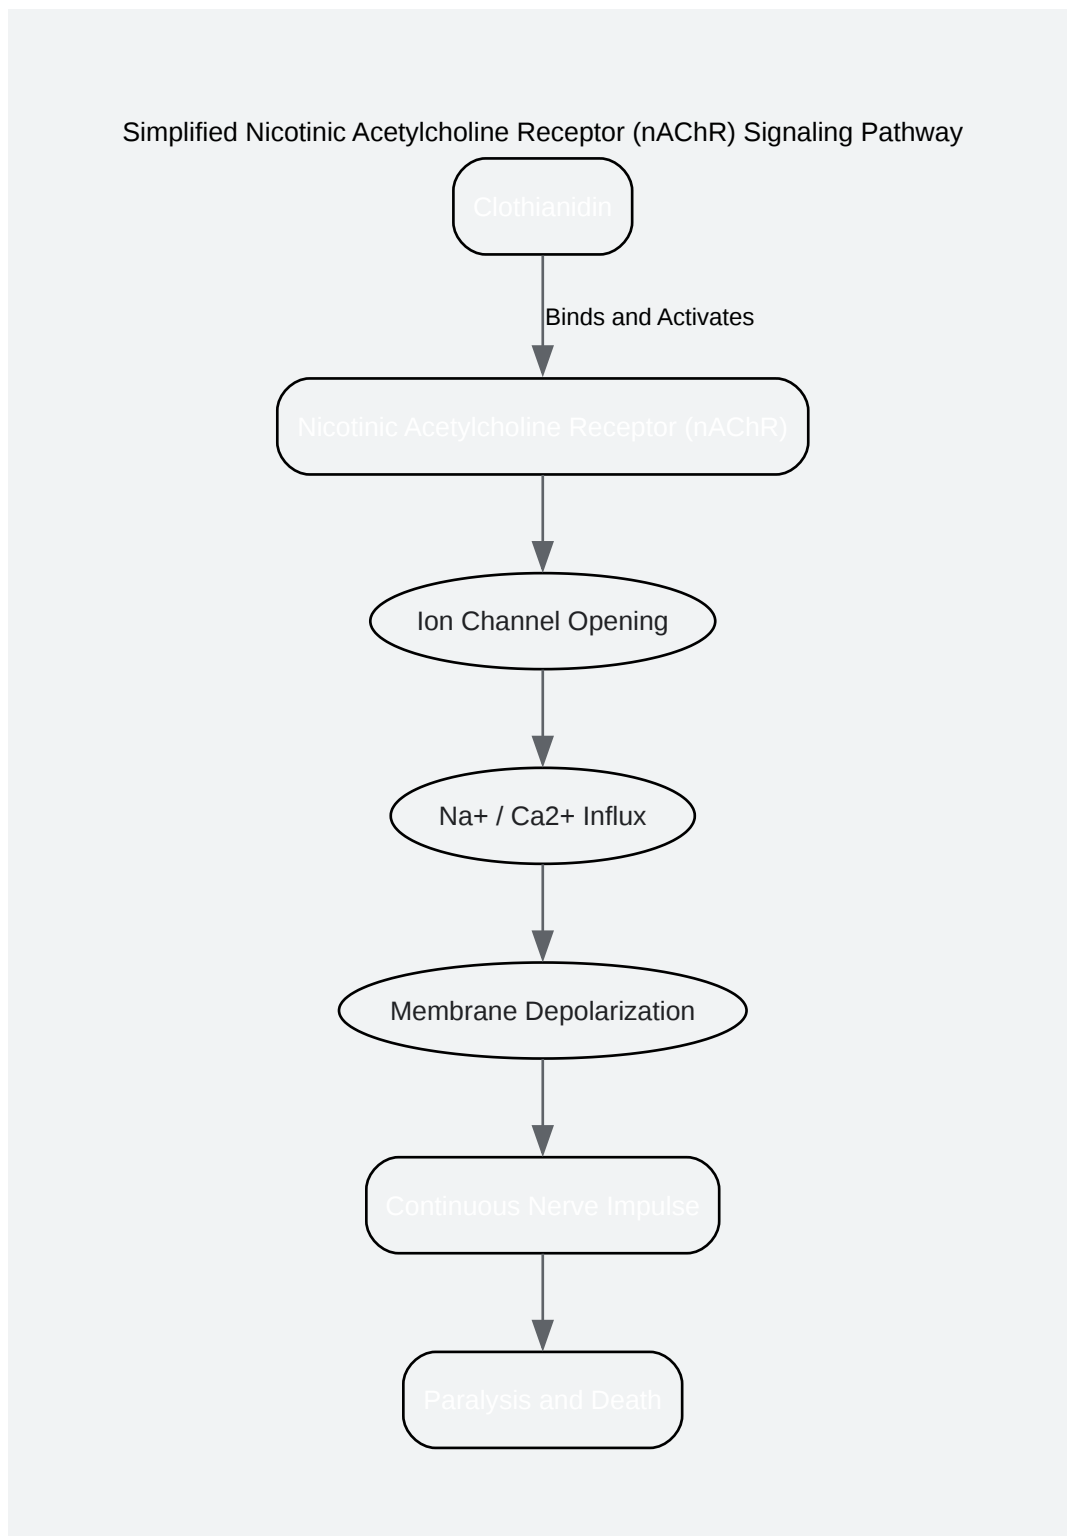 Simplified Nicotinic Acetylcholine Receptor (nAChR) Signaling Pathway
Clothianidin
Binds and Activates
Nicotinic Acetylcholine Receptor (nAChR)
Ion Channel Opening
Na+ / Ca2+ Influx
Membrane Depolarization
Continuous Nerve Impulse
Paralysis and Death